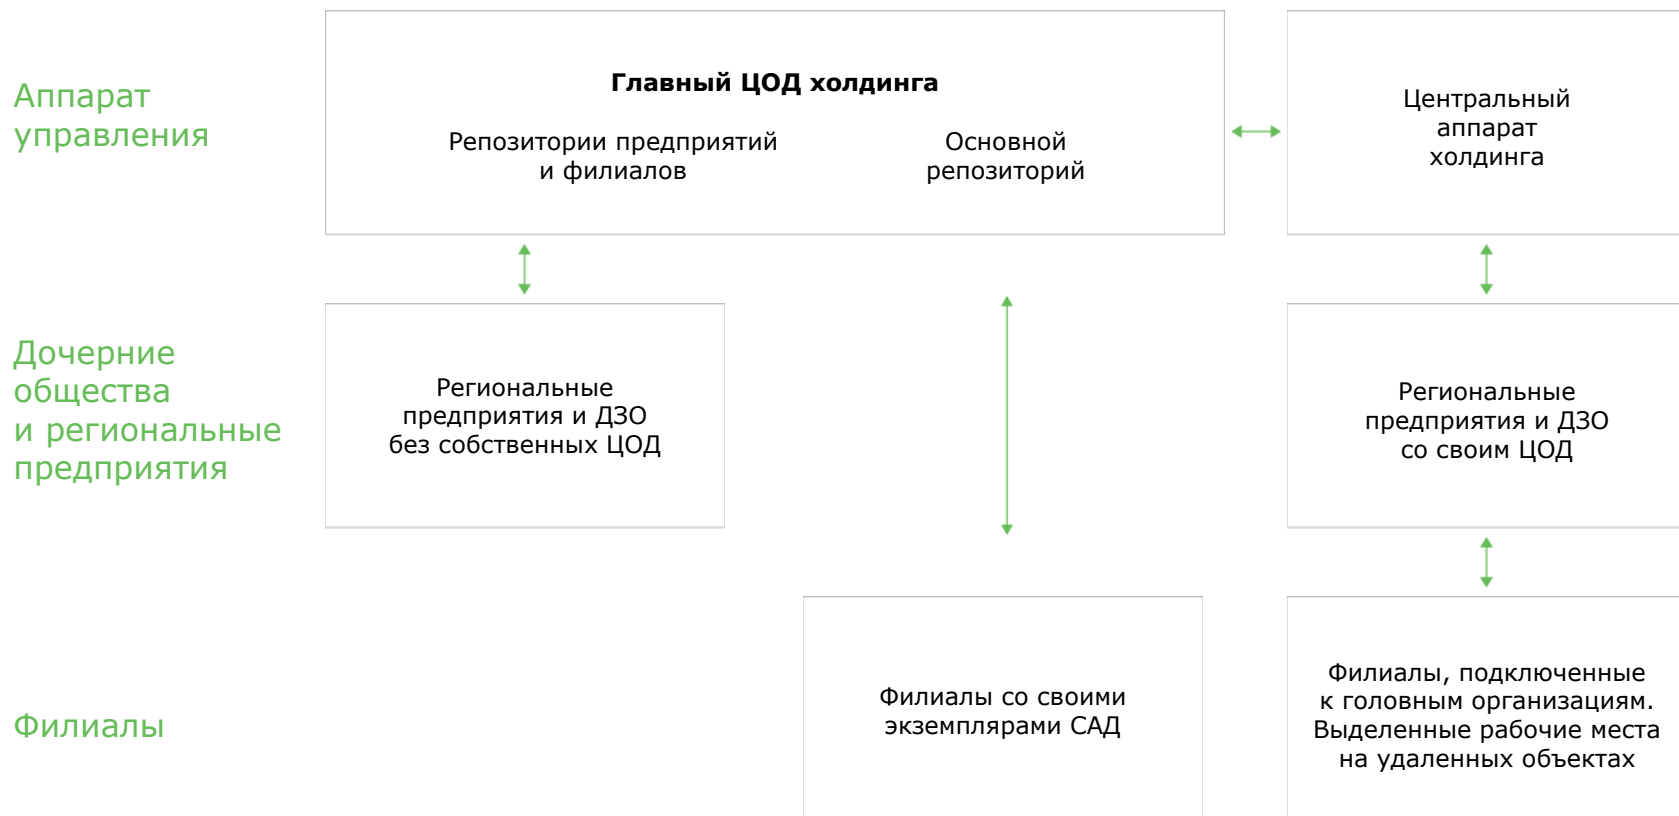 Аппарат
управления
Главный ЦОД холдинга
Репозитории предприятий
и филиалов
Основной
репозиторий
Центральный
аппарат
холдинга
Дочерние
общества
и региональные
предприятия
Региональные
предприятия и ДЗО
без собственных ЦОД
Региональные
предприятия и ДЗО
со своим ЦОД
Филиалы
Филиалы со своими
экземплярами САД
Филиалы, подключенные
к головным организациям.
Выделенные рабочие места
на удаленных объектах